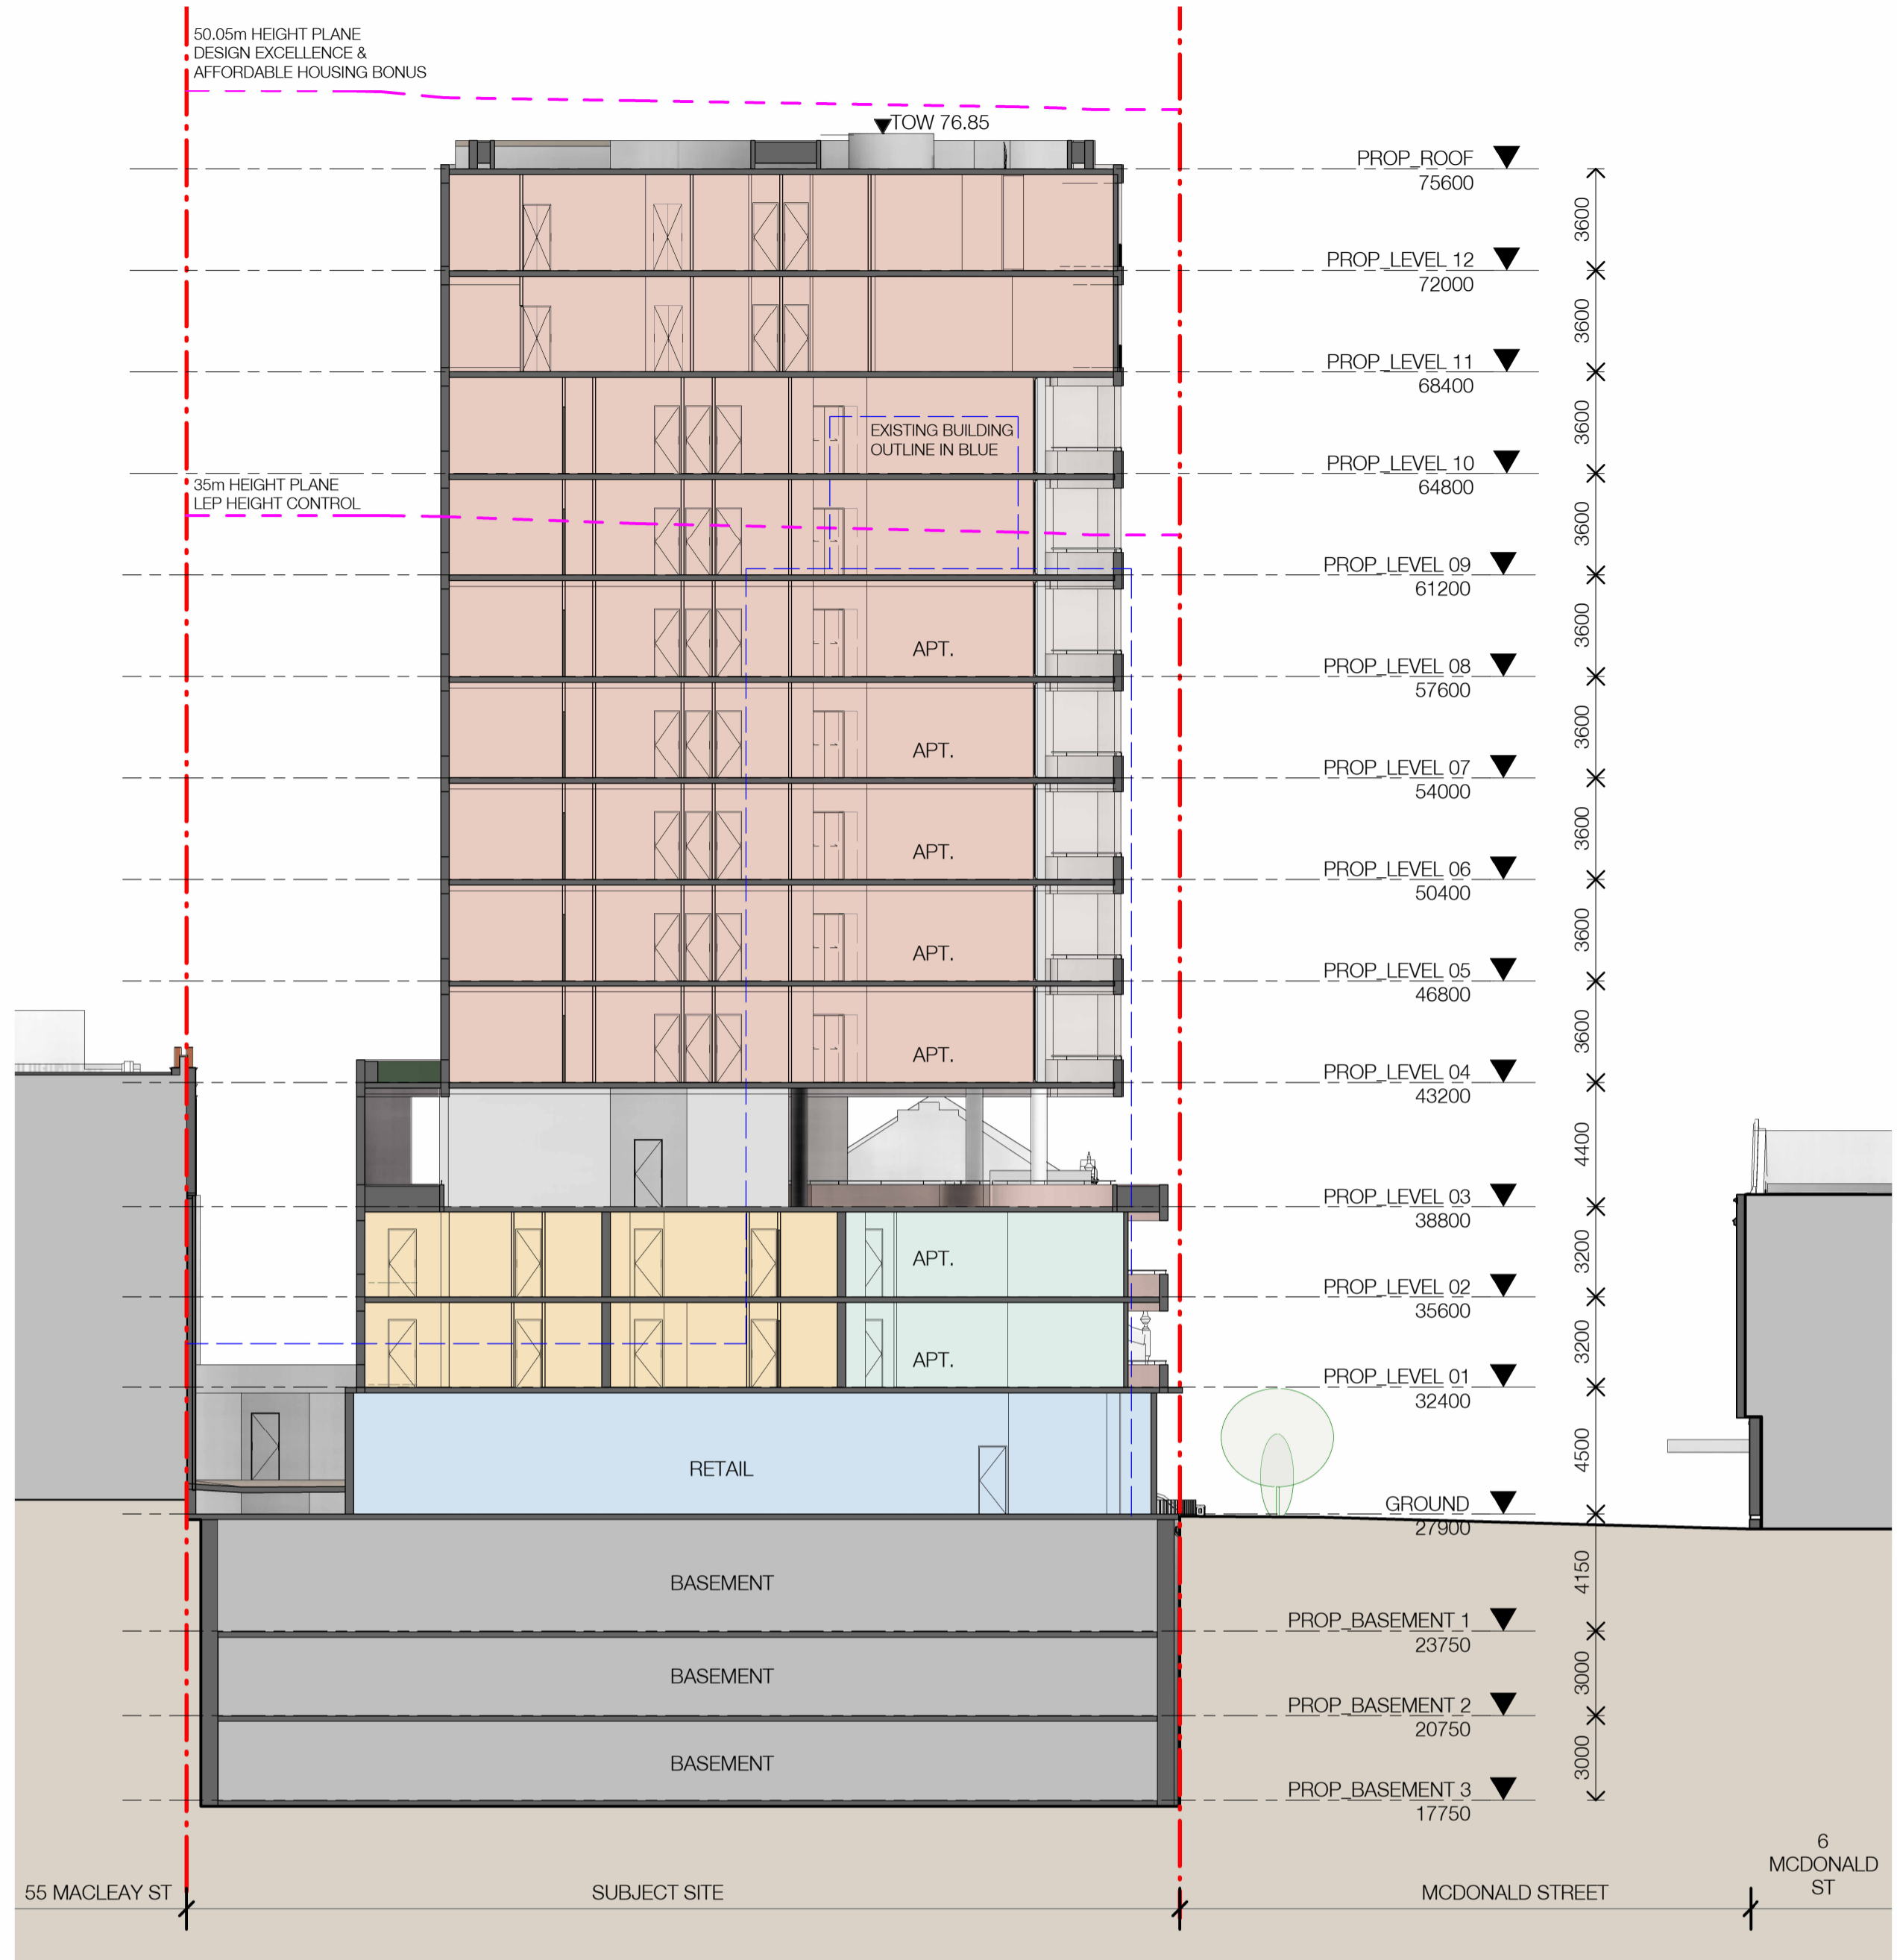 50.05m HEIGHT PLANE
DESIGN EXCELLENCE &
AFFORDABLE HOUSING BONUS
TOW 76.85
PROP_ROOF
75600
3600
PROP_LEVEL 12
72000
3600
PROP_LEVEL 11
68400
3600
EXISTING BUILDING
OUTLINE IN BLUE
PROP_LEVEL 10
64800
35m HEIGHT PLANE
LEP HEIGHT CONTROL
3600
PROP_LEVEL 09
61200
3600
APT.
PROP_LEVEL 08
57600
3600
APT.
PROP_LEVEL 07
54000
3600
APT.
PROP_LEVEL 06
50400
3600
APT.
PROP_LEVEL 05
46800
3600
APT.
PROP_LEVEL 04
43200
4400
PROP_LEVEL 03
38800
3200
APT.
PROP_LEVEL 02
35600
3200
APT.
PROP_LEVEL 01
32400
4500
RETAIL
GROUND
27900
4150
BASEMENT
PROP_BASEMENT 1
23750
3000
BASEMENT
PROP_BASEMENT 2
20750
3000
BASEMENT
PROP_BASEMENT 3
17750
55 MACLEAY ST
SUBJECT SITE
MCDONALD STREET
6
MCDONALD
ST